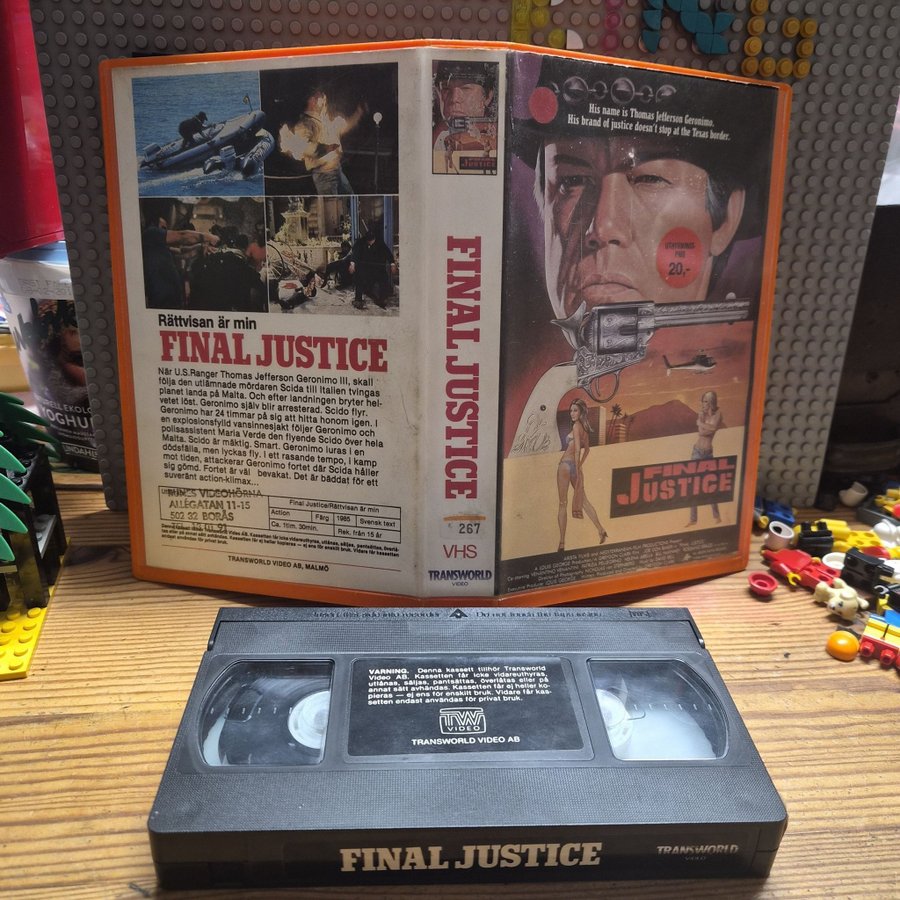 Rättvisan är min
FINAL JUSTICE
När U.S.Ranger Thomas Jefferson Geronimo III, skall
följa den utlämnade mördaren Scida till Italien tvingas
planet landa på Malta. Och efter landningen bryter hel-
vetet löst. Geronimo själv blir arresterad. Scido flyr.
Geronimo har 24 timmar på sig att hitta honom igen. I
en explosionsfylld vansinnesjakt följer Geronimo och
polisassistent Maria Verde den flyende Scido över hela
Malta. Scido är mäktig. Smart. Geronimo luras i en
dödsfälla, men lyckas fly. I ett rasande tempo, i kamp
mot tiden, attackerar Geronimo fortet där Scida håller
sig gömd. Fortet är väl bevakat. Det är bäddat för ett
suveränt action-klimax...
VIDEOHÖRNA
ALLÉGATAN 11-15
502 32 BORÅS
Final Justice/Rättvisan är min
Action Färg 1985 Svensk text
Ca. 16m. 30min. Rek. från 15 år
TRANSWORLD VIDEO AB, MALMÖ
FINAL
JUSTICE
FINAL JUSTICE
267
VHS
TRANSWORLD
VIDEO
His name is Thomas Jefferson Geronimo.
His brand of justice doesn't stop at the Texas border.
UTHYRNINGS
PRIS
20,-
FINAL
JUSTICE
VARNING. Denna kassett tillhör Transworld
Video AB. Kassetten får icke vidareuthyras,
utlånas, säljas, pantsättas, överlåtas eller på
annat sätt avhändas. Kassetten får ej heller ko-
pieras — ej ens för enskilt bruk. Vidare får kas-
setten endast användas för privat bruk.
TW
VIDEO
TRANSWORLD VIDEO AB
FINAL JUSTICE
TRANSWORLD
VIDEO